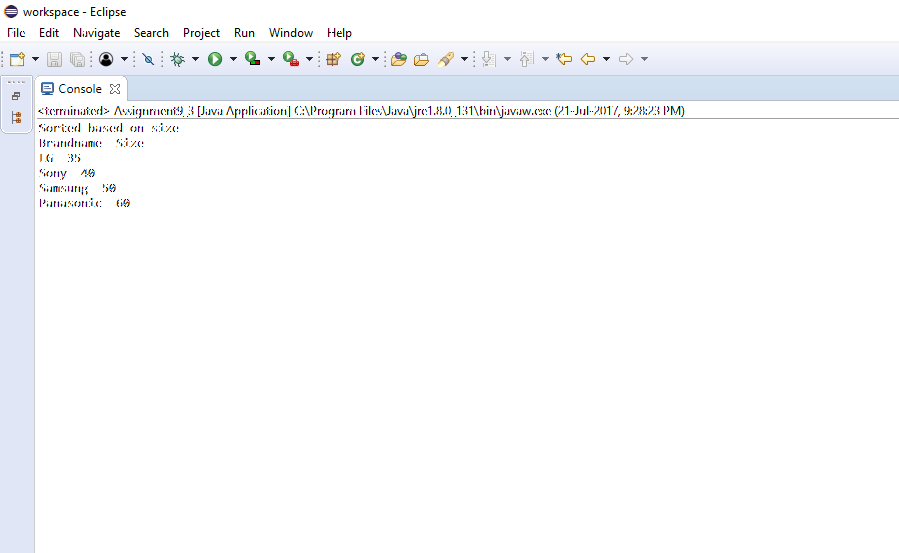 workspace - Eclipse
File Edit Navigate Search Project Run Window Help
Console
<terminated> Assignment9_3 [Java Application] C:\Program Files\Java\jre1.8.0_131\bin\javaw.exe (21-Jul-2017, 9:28:23 PM)
Sorted based on size
Brandname Size
LG 35
Sony 40
Samsung 50
Panasonic 60